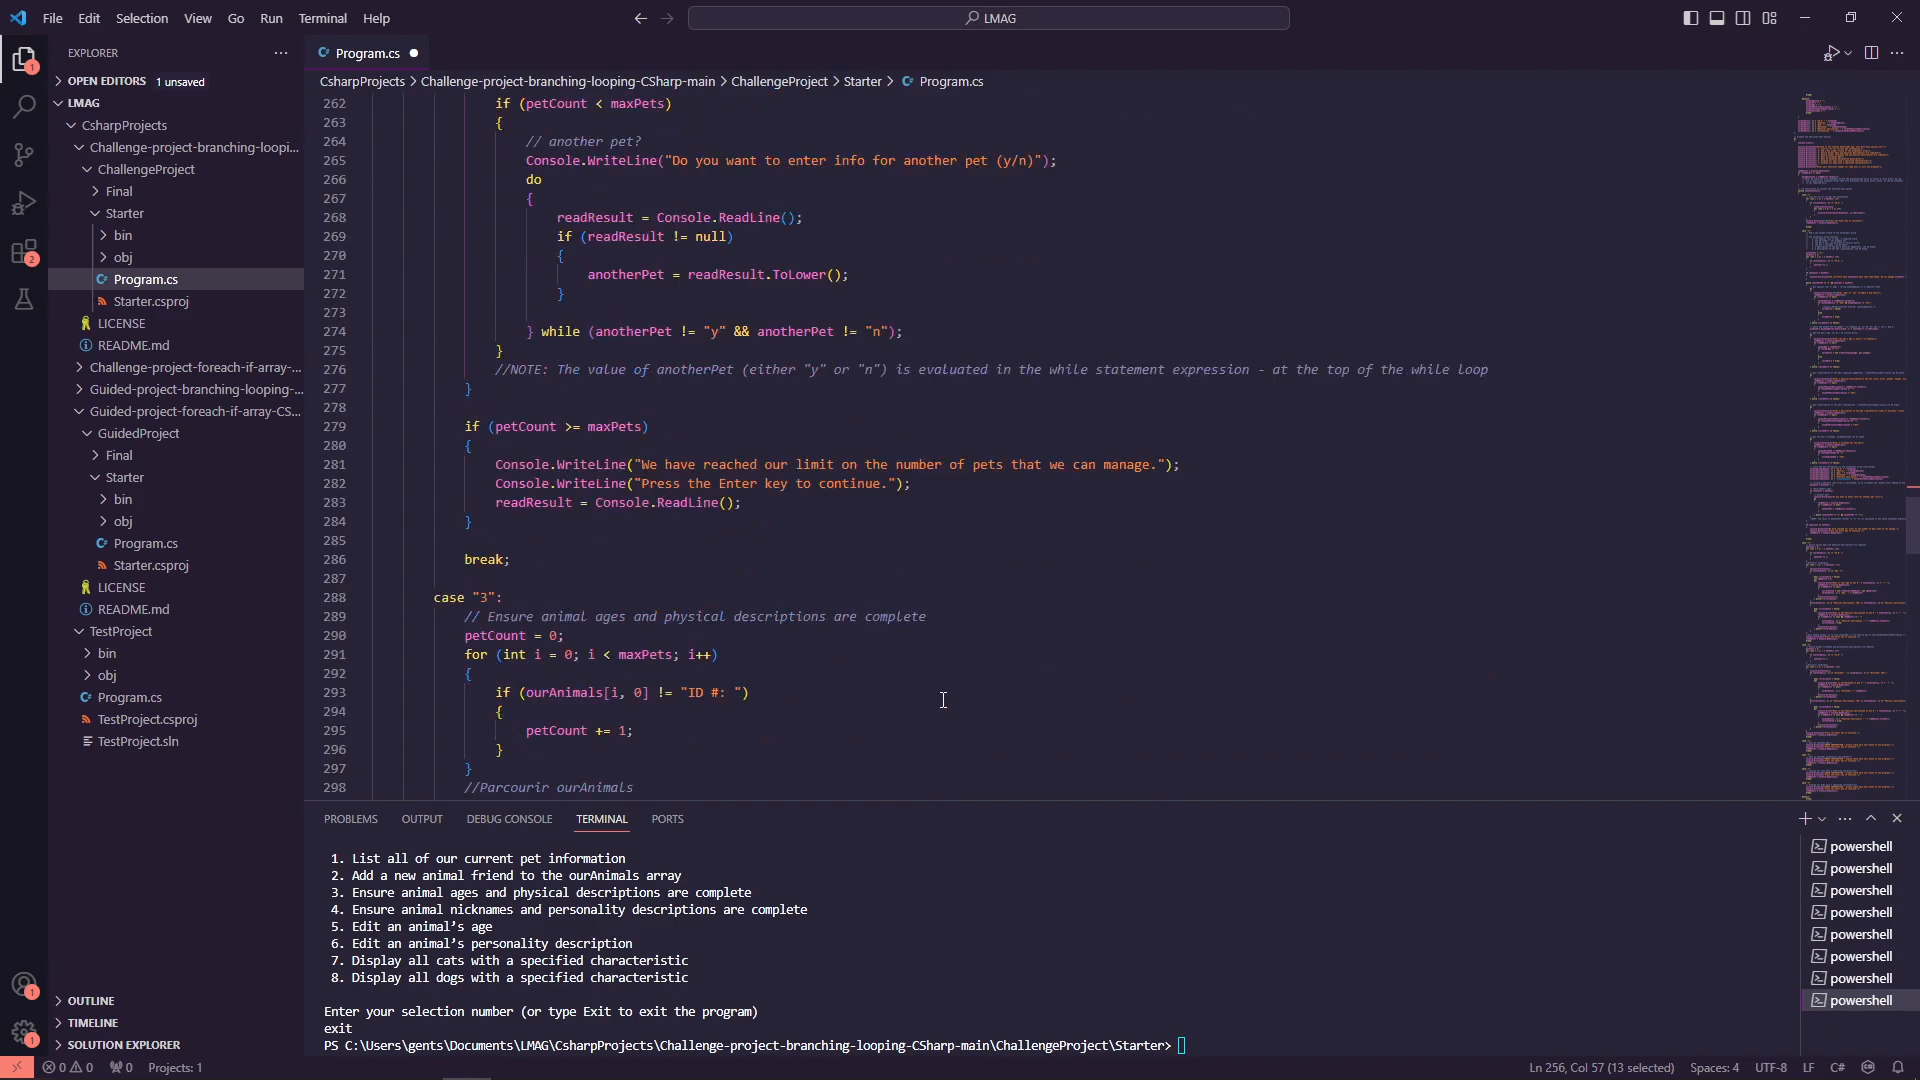 File Edit Selection View Go Run Terminal Help
LMAG
EXPLORER
Program.cs
OPEN EDITORS 1 unsaved
LMAG
CsharpProjects
Challenge-project-branching-loopi...
ChallengeProject
Final
Starter
bin
obj
Program.cs
Starter.csproj
LICENSE
README.md
Challenge-project-foreach-if-array-...
Guided-project-branching-looping-...
Guided-project-foreach-if-array-CS...
GuidedProject
Final
Starter
bin
obj
Program.cs
Starter.csproj
LICENSE
README.md
TestProject
bin
obj
Program.cs
TestProject.csproj
TestProject.sln
OUTLINE
TIMELINE
SOLUTION EXPLORER
CsharpProjects > Challenge-project-branching-looping-CSharp-main > ChallengeProject > Starter > Program.cs
262 if (petCount < maxPets)
263 {
264 // another pet?
265 Console.WriteLine("Do you want to enter info for another pet (y/n)");
266 do
267 {
268 readResult = Console.ReadLine();
269 if (readResult != null)
270 {
271 anotherPet = readResult.ToLower();
272 }
273
274 } while (anotherPet != "y" && anotherPet != "n");
275 }
276 //NOTE: The value of anotherPet (either "y" or "n") is evaluated in the while statement expression - at the top of the while loop
277 }
278
279 if (petCount >= maxPets)
280 {
281 Console.WriteLine("We have reached our limit on the number of pets that we can manage.");
282 Console.WriteLine("Press the Enter key to continue.");
283 readResult = Console.ReadLine();
284 }
285
286 break;
287
288 case "3":
289 // Ensure animal ages and physical descriptions are complete
290 petCount = 0;
291 for (int i = 0; i < maxPets; i++)
292 {
293 if (ourAnimals[i, 0] != "ID #: ")
294 {
295 petCount += 1;
296 }
297 }
298 //Parcourir ourAnimals
PROBLEMS OUTPUT DEBUG CONSOLE TERMINAL PORTS
1. List all of our current pet information
2. Add a new animal friend to the ourAnimals array
3. Ensure animal ages and physical descriptions are complete
4. Ensure animal nicknames and personality descriptions are complete
5. Edit an animal’s age
6. Edit an animal’s personality description
7. Display all cats with a specified characteristic
8. Display all dogs with a specified characteristic
Enter your selection number (or type Exit to exit the program)
exit
PS C:\Users\gents\Documents\LMAG\CsharpProjects\Challenge-project-branching-looping-CSharp-main\ChallengeProject\Starter>
powershell
powershell
powershell
powershell
powershell
powershell
powershell
powershell
1
2
1
1
0 0 0 Projects: 1 Ln 256, Col 57 (13 selected) Spaces: 4 UTF-8 LF C#